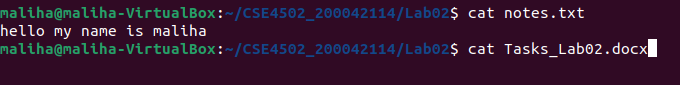 maliha@maliha-VirtualBox:~/CSE4502_200042114/Lab02$ cat notes.txt
hello my name is maliha
maliha@maliha-VirtualBox:~/CSE4502_200042114/Lab02$ cat Tasks_Lab02.docx